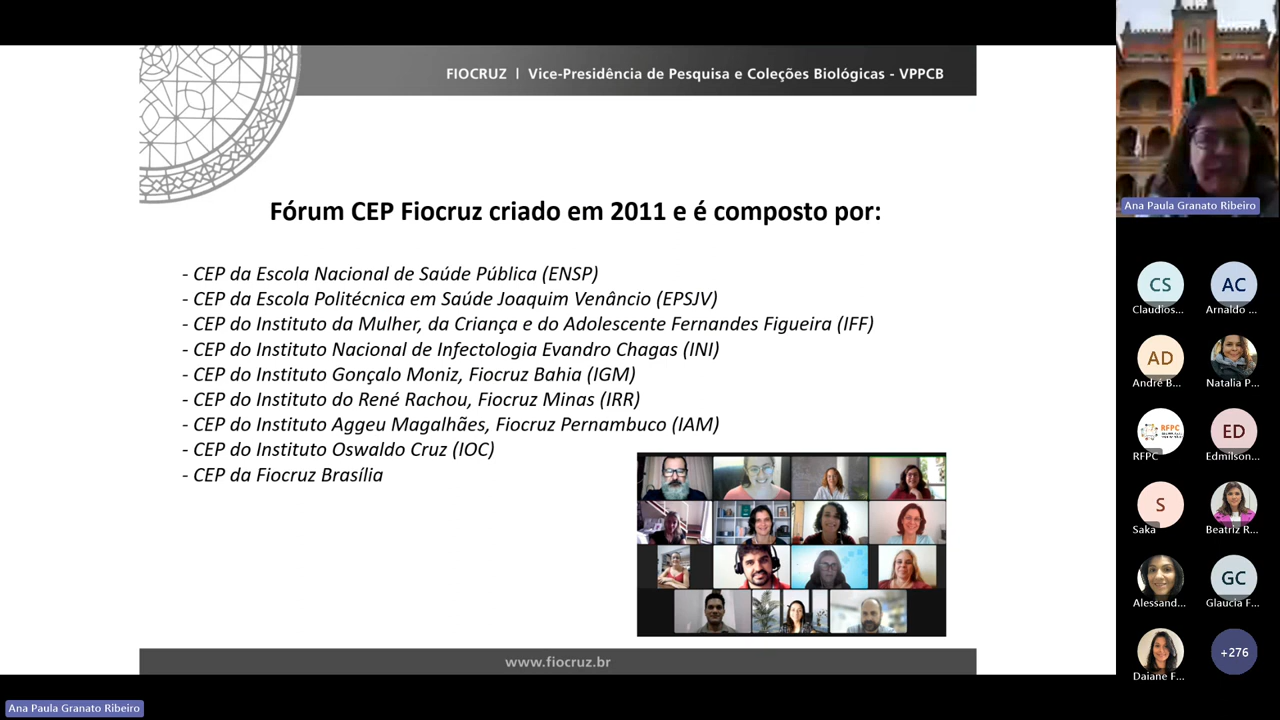 FIOCRUZ | Vice-Presidência de Pesquisa e Coleções Biológicas - VPPCB
Fórum CEP Fiocruz criado em 2011 e é composto por:
- CEP da Escola Nacional de Saúde Pública (ENSP)
- CEP da Escola Politécnica em Saúde Joaquim Venâncio (EPSJV)
- CEP do Instituto da Mulher, da Criança e do Adolescente Fernandes Figueira (IFF)
- CEP do Instituto Nacional de Infectologia Evandro Chagas (INI)
- CEP do Instituto Gonçalo Moniz, Fiocruz Bahia (IGM)
- CEP do Instituto do René Rachou, Fiocruz Minas (IRR)
- CEP do Instituto Aggeu Magalhães, Fiocruz Pernambuco (IAM)
- CEP do Instituto Oswaldo Cruz (IOC)
- CEP da Fiocruz Brasília
www.fiocruz.br
Ana Paula Granato Ribeiro
CS
Claudios...
AC
Arnaldo ...
AD
André B...
Natalia P...
RFPC
RFPC
ED
Edmilson...
S
Saka
Beatriz R...
Alessand...
GC
Glaucia F...
Daiane F...
+276
Ana Paula Granato Ribeiro